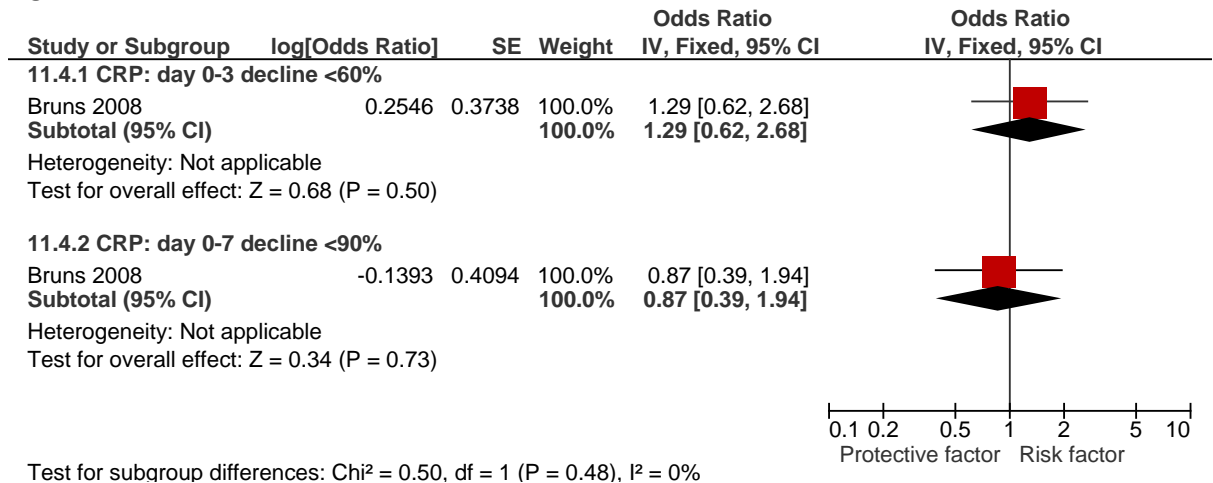 Odds Ratio Odds Ratio
Study or Subgroup log[Odds Ratio] SE Weight IV, Fixed, 95% CI IV, Fixed, 95% CI
11.4.1 CRP: day 0-3 decline <60%
Bruns 2008 0.2546 0.3738 100.0% 1.29 [0.62, 2.68]
Subtotal (95% CI) 100.0% 1.29 [0.62, 2.68]
Heterogeneity: Not applicable
Test for overall effect: Z = 0.68 (P = 0.50)
11.4.2 CRP: day 0-7 decline <90%
Bruns 2008 -0.1393 0.4094 100.0% 0.87 [0.39, 1.94]
Subtotal (95% CI) 100.0% 0.87 [0.39, 1.94]
Heterogeneity: Not applicable
Test for overall effect: Z = 0.34 (P = 0.73)
0.1 0.2 0.5 1 2 5 10
Protective factor Risk factor
Test for subgroup differences: Chi² = 0.50, df = 1 (P = 0.48), I² = 0%